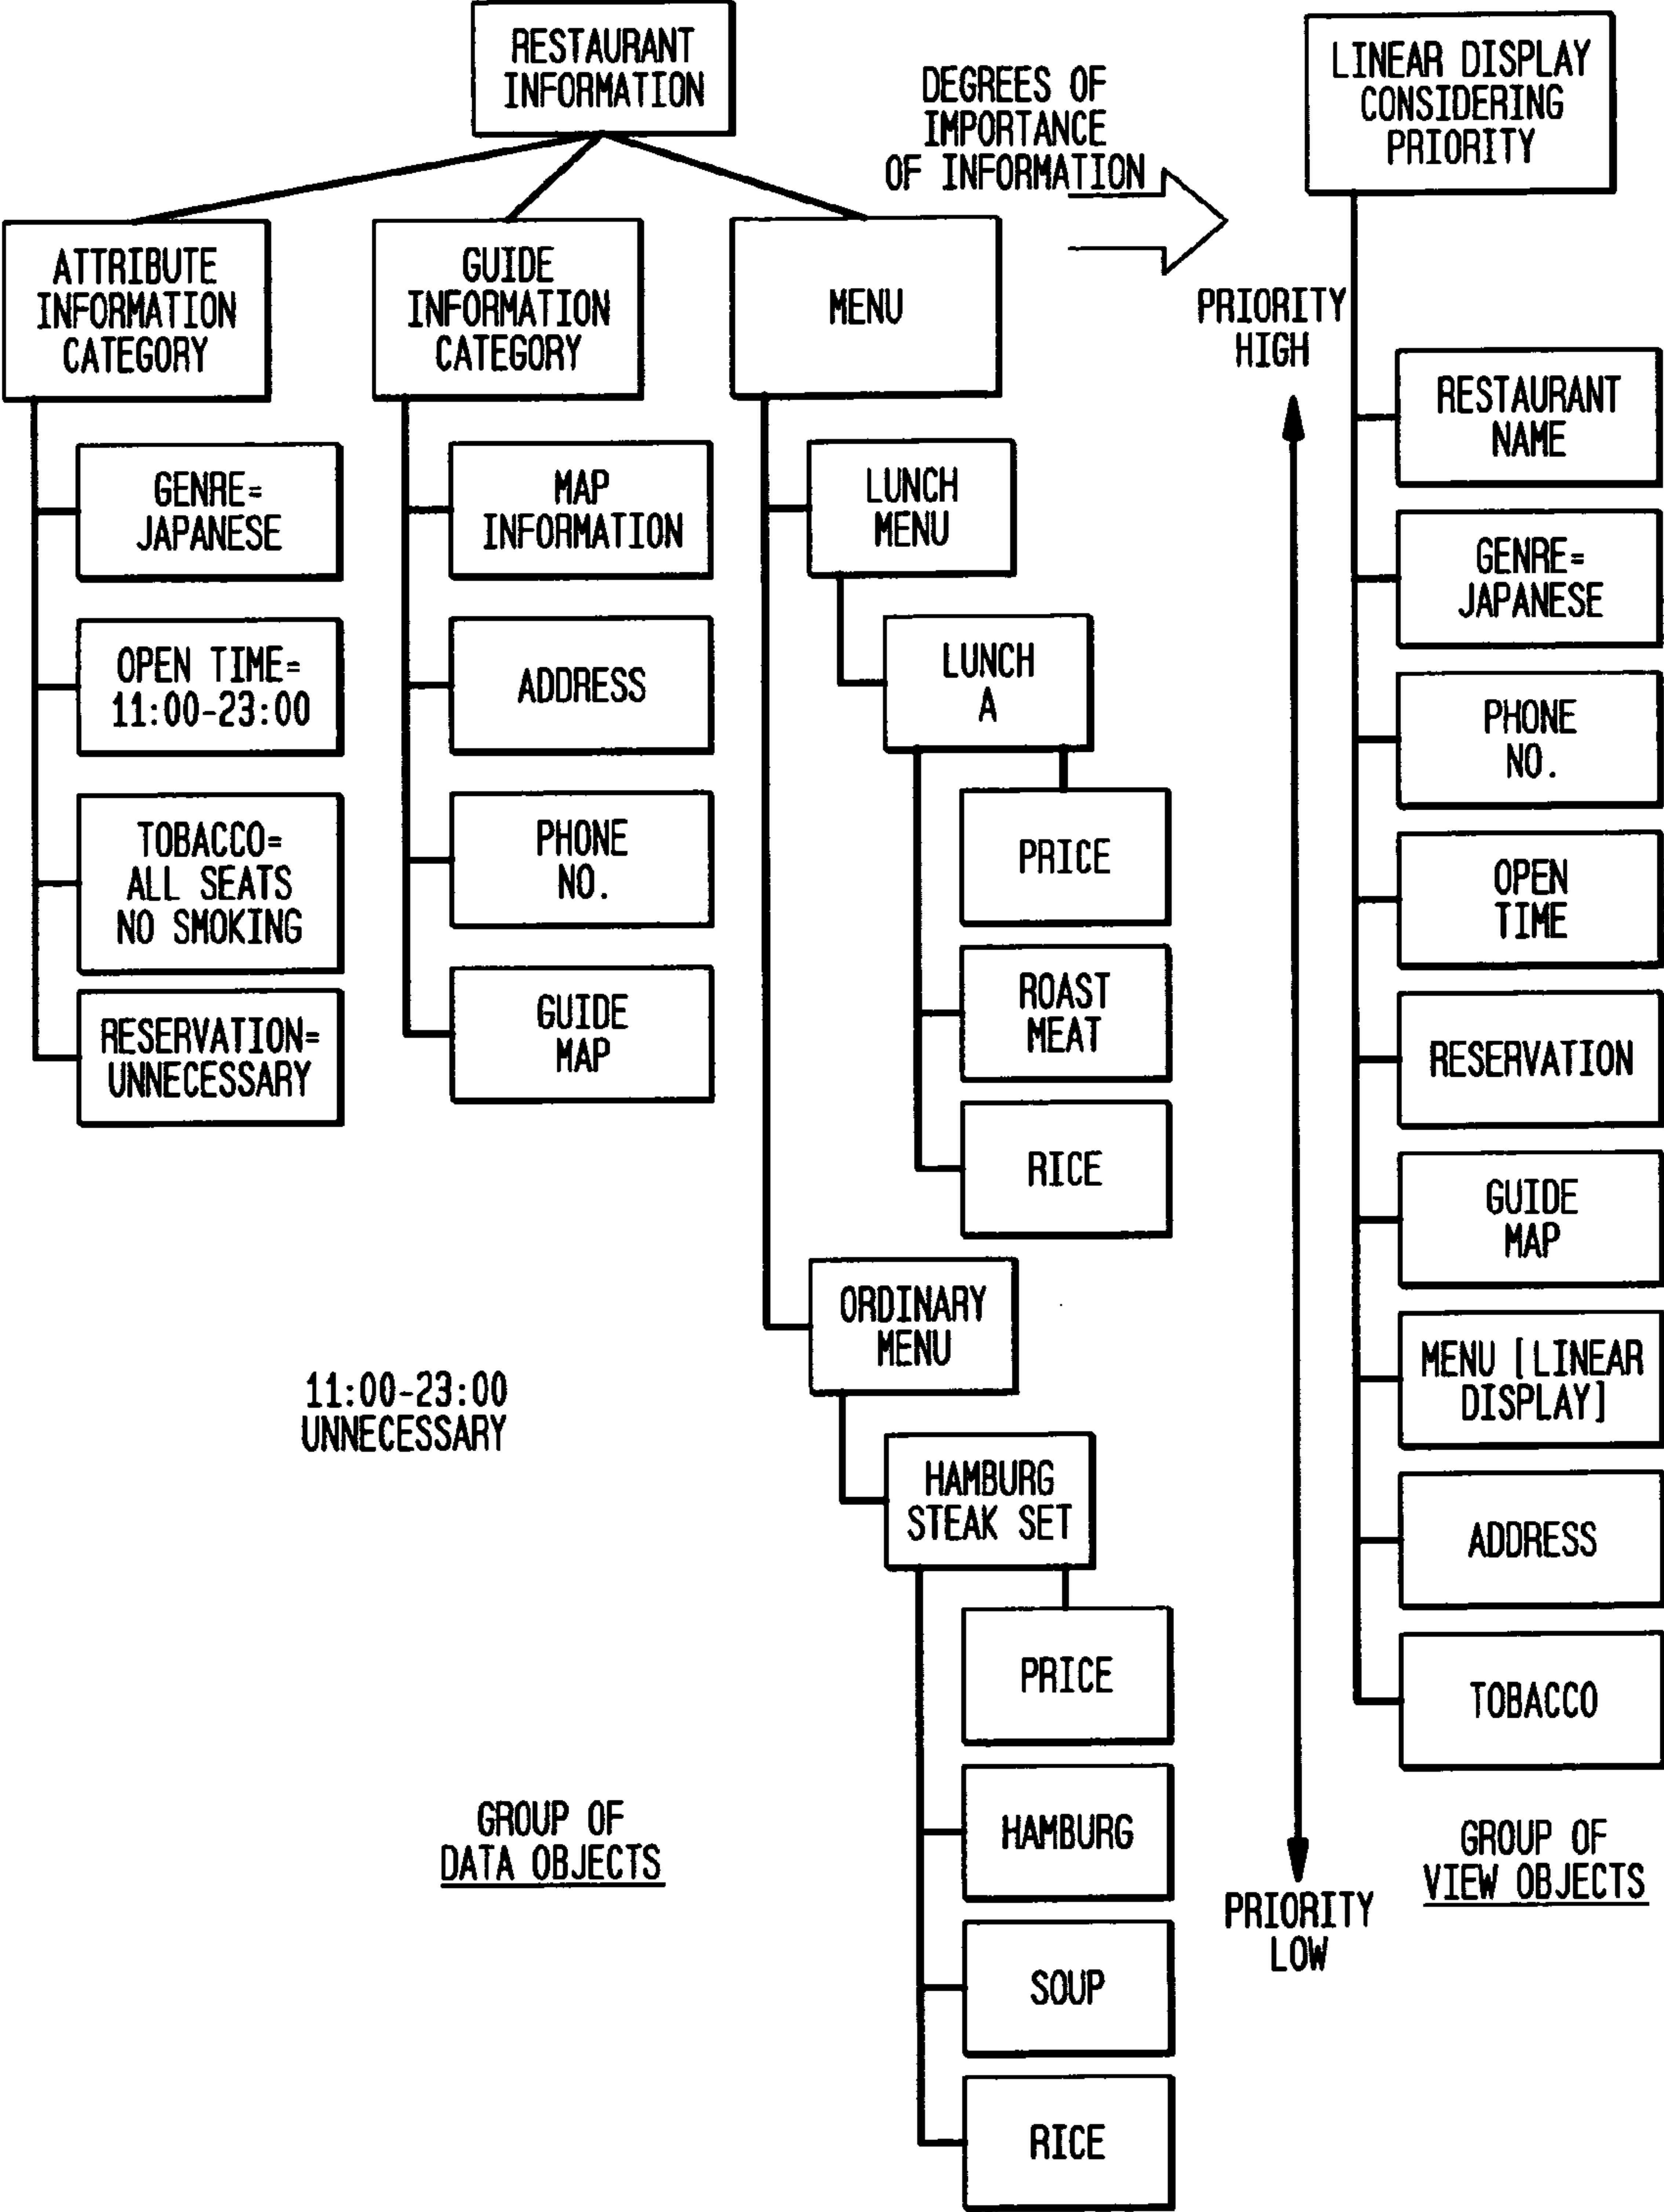 RESTAURANT
INFORMATION
DEGREES OF
IMPORTANCE
OF INFORMATION
LINEAR DISPLAY
CONSIDERING
PRIORITY
ATTRIBUTE
INFORMATION
CATEGORY
GENRE=
JAPANESE
OPEN TIME=
11:00-23:00
TOBACCO=
ALL SEATS
NO SMOKING
RESERVATION=
UNNECESSARY
GUIDE
INFORMATION
CATEGORY
MAP
INFORMATION
ADDRESS
PHONE
NO.
GUIDE
MAP
MENU
LUNCH
MENU
LUNCH
A
PRICE
ROAST
MEAT
RICE
ORDINARY
MENU
HAMBURG
STEAK SET
PRICE
HAMBURG
SOUP
RICE
11:00-23:00
UNNECESSARY
GROUP OF
DATA OBJECTS
PRIORITY
HIGH
PRIORITY
LOW
RESTAURANT
NAME
GENRE=
JAPANESE
PHONE
NO.
OPEN
TIME
RESERVATION
GUIDE
MAP
MENU [LINEAR
DISPLAY]
ADDRESS
TOBACCO
GROUP OF
VIEW OBJECTS